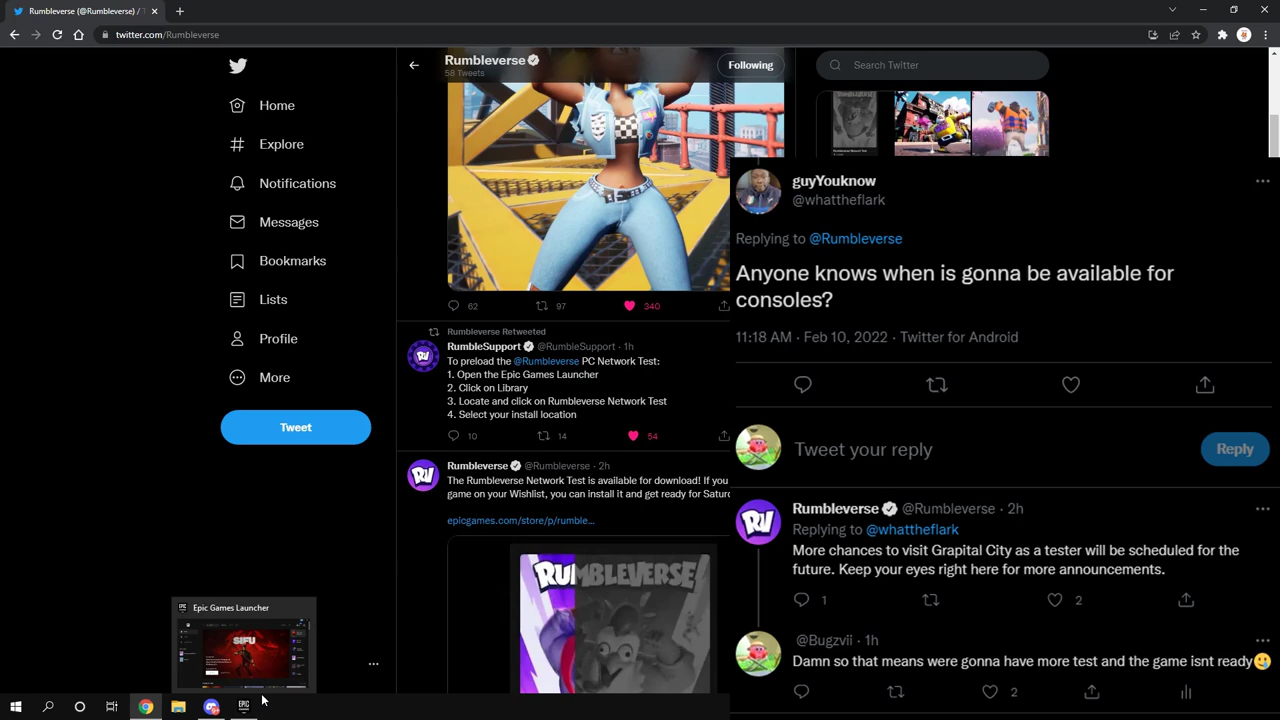 Rumbleverse (@Rumbleverse) / T
twitter.com/Rumbleverse
Home
Explore
Notifications
Messages
Bookmarks
Lists
Profile
More
Tweet
Rumbleverse
58 Tweets
Following
Search Twitter
62
97
340
Rumbleverse Retweeted
RumbleSupport @RumbleSupport · 1h
To preload the @Rumbleverse PC Network Test:
1. Open the Epic Games Launcher
2. Click on Library
3. Locate and click on Rumbleverse Network Test
4. Select your install location
10
14
54
Rumbleverse @Rumbleverse · 2h
The Rumbleverse Network Test is available for download! If you
game on your Wishlist, you can install it and get ready for Saturd
epicgames.com/store/p/rumble...
RUMBLEVERSE
guyYouknow
@whattheflark
Replying to @Rumbleverse
Anyone knows when is gonna be available for
consoles?
11:18 AM · Feb 10, 2022 · Twitter for Android
Tweet your reply
Reply
Rumbleverse @Rumbleverse · 2h
Replying to @whattheflark
More chances to visit Grapital City as a tester will be scheduled for the
future. Keep your eyes right here for more announcements.
1
2
@Bugzvii · 1h
Damn so that means were gonna have more test and the game isnt ready🥲
2
Epic Games Launcher
SIFU
EPIC